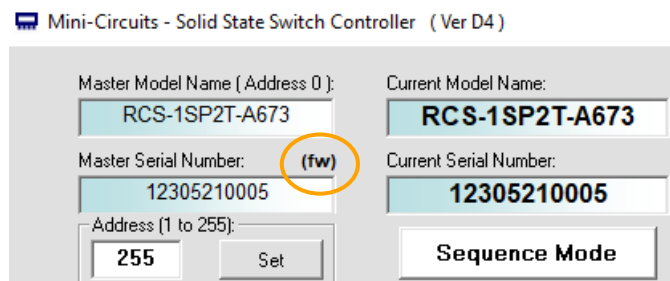 Mini-Circuits - Solid State Switch Controller ( Ver D4 )
Master Model Name ( Address 0 ):
RCS-1SP2T-A673
Current Model Name:
RCS-1SP2T-A673
Master Serial Number: (fw)
12305210005
Current Serial Number:
12305210005
Address (1 to 255):
255 Set
Sequence Mode